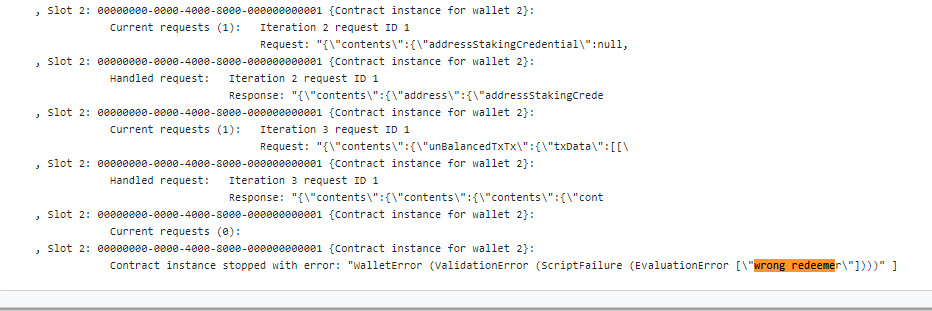 , Slot 2: 00000000-0000-4000-8000-000000000001 {Contract instance for wallet 2}:
Current requests (1): Iteration 2 request ID 1
Request: "{\"contents\":{\"addressStakingCredential\":null,
, Slot 2: 00000000-0000-4000-8000-000000000001 {Contract instance for wallet 2}:
Handled request: Iteration 2 request ID 1
Response: "{\"contents\":{\"address\":{\"addressStakingCrede
, Slot 2: 00000000-0000-4000-8000-000000000001 {Contract instance for wallet 2}:
Current requests (1): Iteration 3 request ID 1
Request: "{\"contents\":{\"unBalancedTxTx\":{\"txData\":[[\
, Slot 2: 00000000-0000-4000-8000-000000000001 {Contract instance for wallet 2}:
Handled request: Iteration 3 request ID 1
Response: "{\"contents\":{\"contents\":{\"contents\":{\"cont
, Slot 2: 00000000-0000-4000-8000-000000000001 {Contract instance for wallet 2}:
Current requests (0):
, Slot 2: 00000000-0000-4000-8000-000000000001 {Contract instance for wallet 2}:
Contract instance stopped with error: "WalletError (ValidationError (ScriptFailure (EvaluationError [\"wrong redeemer\"])))" ]